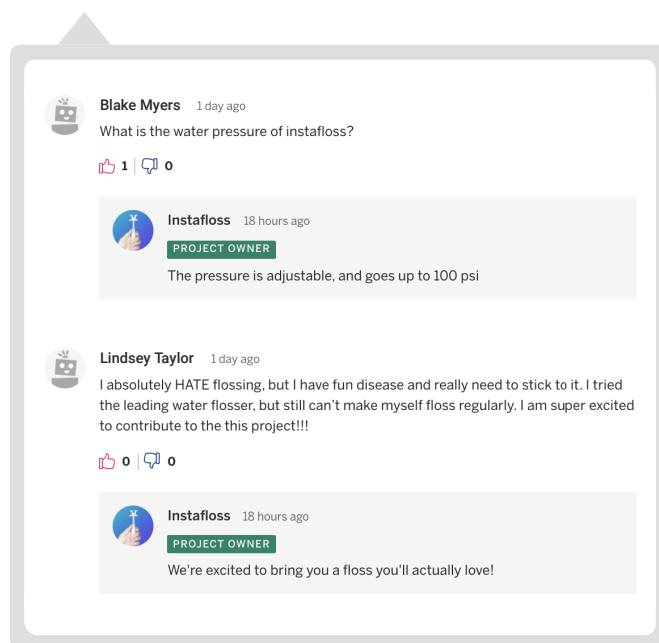 Blake Myers 1 day ago
What is the water pressure of instafloss?
1 0
Instafloss 18 hours ago
PROJECT OWNER
The pressure is adjustable, and goes up to 100 psi
Lindsey Taylor 1 day ago
I absolutely HATE flossing, but I have fun disease and really need to stick to it. I tried
the leading water flosser, but still can't make myself floss regularly. I am super excited
to contribute to the this project!!!
0 0
Instafloss 18 hours ago
PROJECT OWNER
We're excited to bring you a floss you'll actually love!